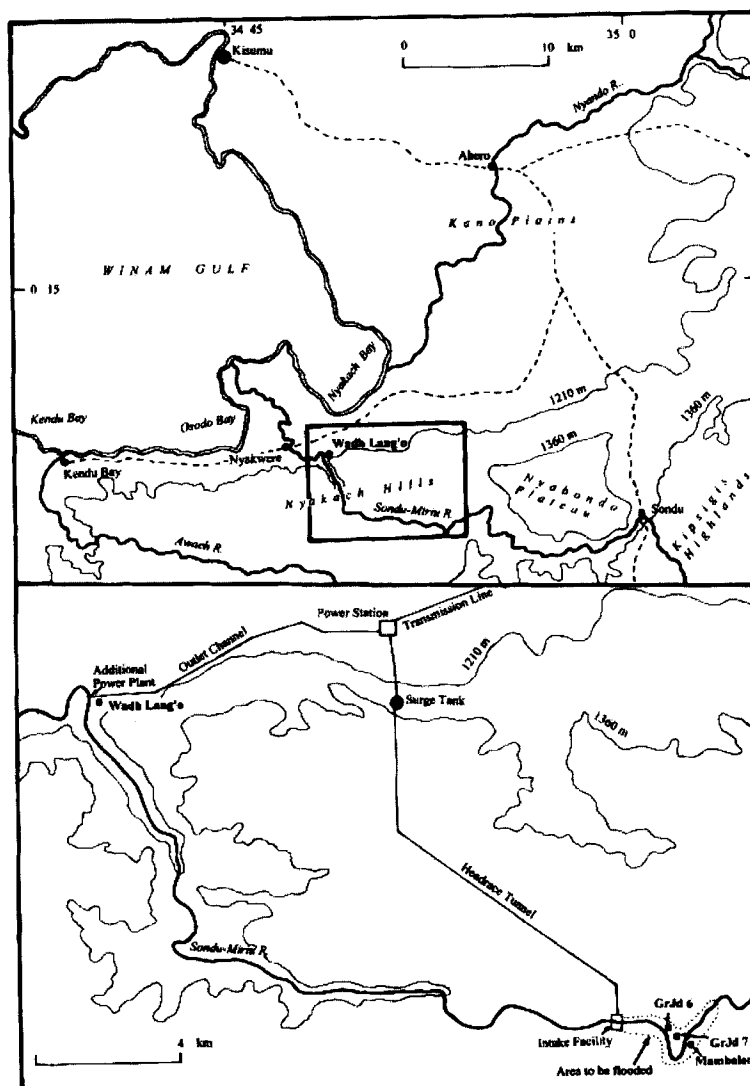 34 45
Kisumu
0
10
km
35 0
Nyando R.
Ahero
Kano Plains
WINAM GULF
0 15
Nyakach Bay
1210 m
1360 m
1360 m
Kendu Bay
Osodo Bay
Nyakwere
Wadh Lang'o
Kendu Bay
Nyakach Hills
Nyabondo
Plateau
Sondu
Sondu-Miriu R
Kipsigis
Highlands
Awach R.
Power Station
Transmission Line
Outlet Channel
1210 m
Additional
Power Plant
Wadh Lang'o
Surge Tank
1360 m
Headrace Tunnel
Sondu-Miriu R.
GrJd 6
Intake Facility
GrJd 7
4
km
Area to be flooded